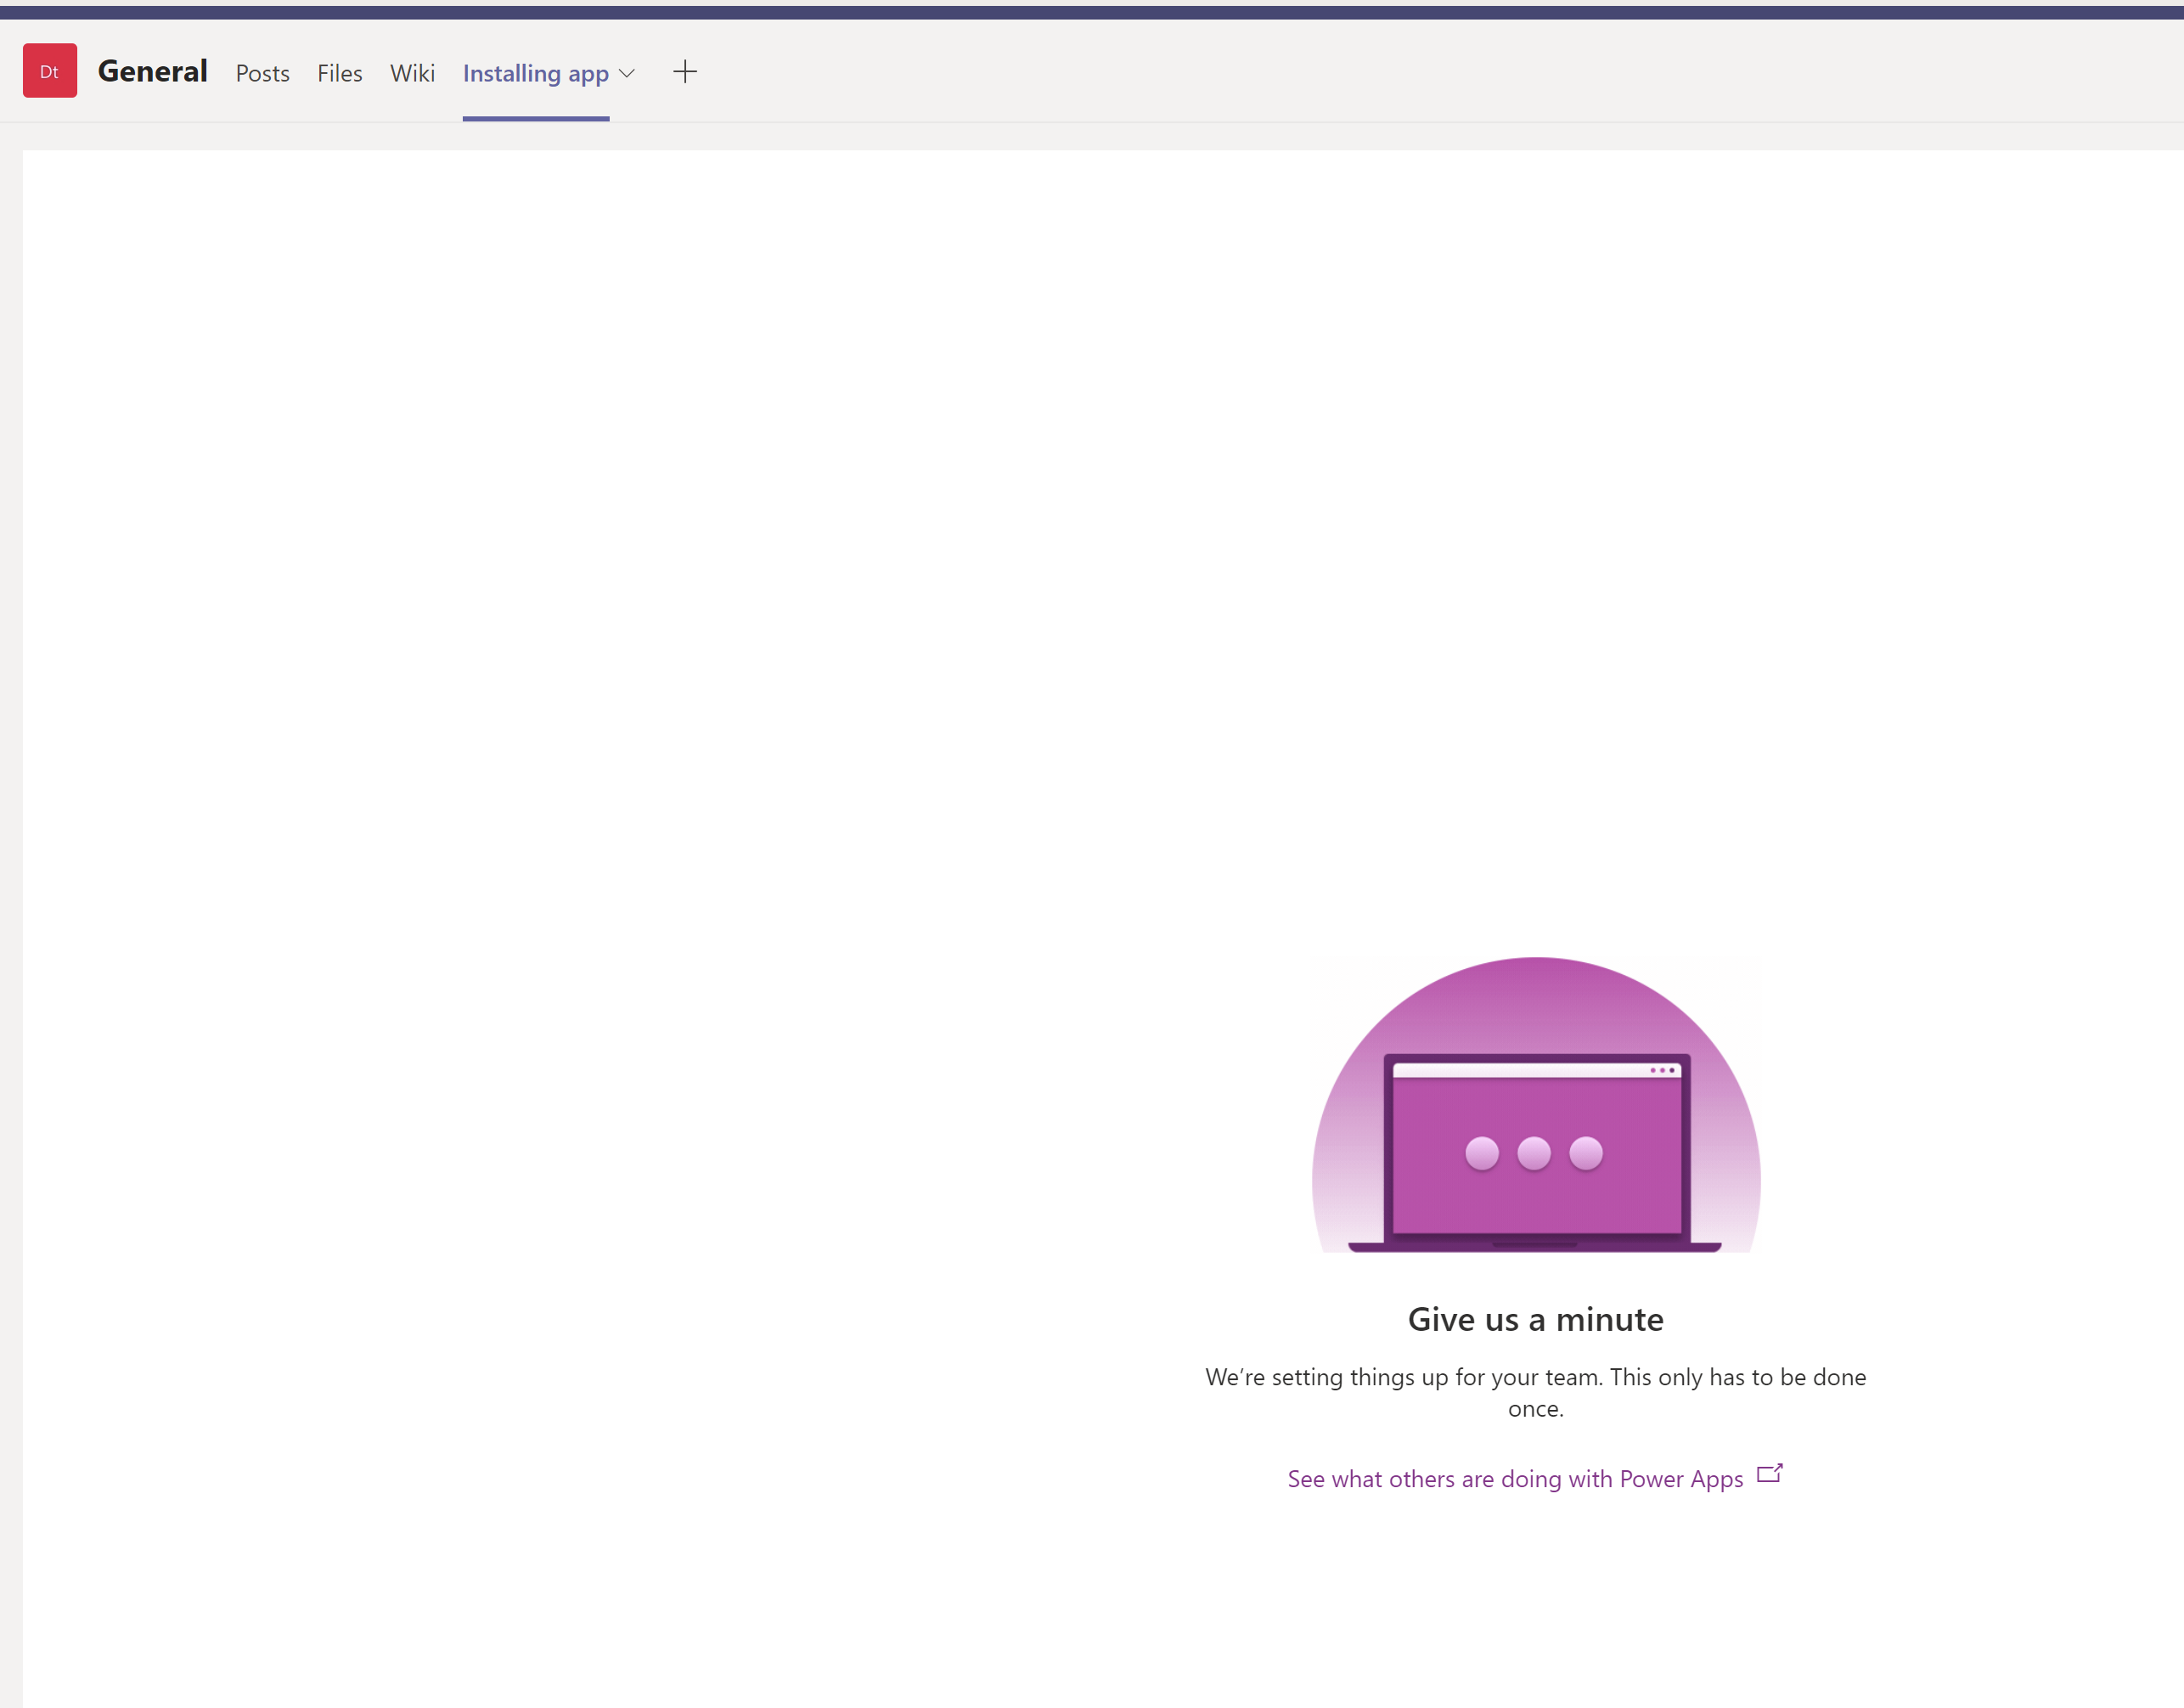 Dt General Posts Files Wiki Installing app
Give us a minute
We’re setting things up for your team. This only has to be done
once.
See what others are doing with Power Apps